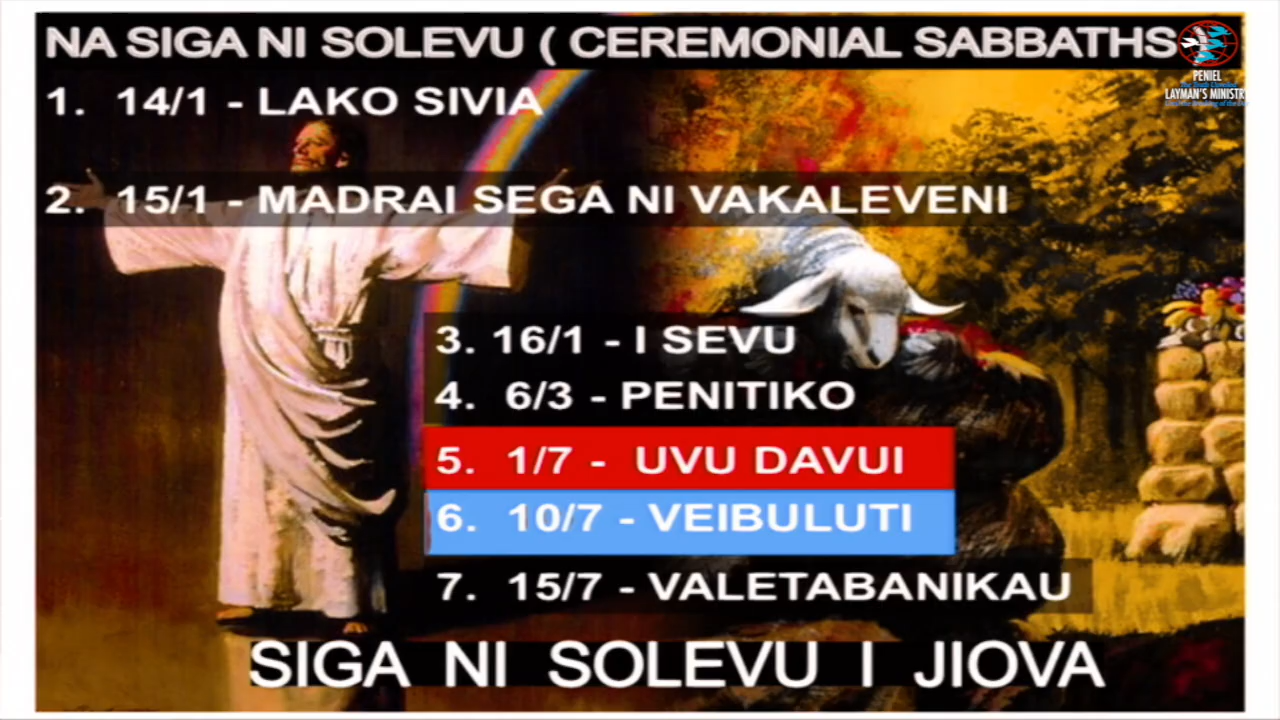 NA SIGA NI SOLEVU ( CEREMONIAL SABBATHS
1. 14/1 - LAKO SIVIA
2. 15/1 - MADRAI SEGA NI VAKALEVENI
3. 16/1 - I SEVU
4. 6/3 - PENITIKO
5. 1/7 - UVU DAVUI
6. 10/7 - VEIBULUTI
7. 15/7 - VALETABANIKAU
SIGA NI SOLEVU I JIOVA
PENIEL
LAYMAN'S MINISTRY